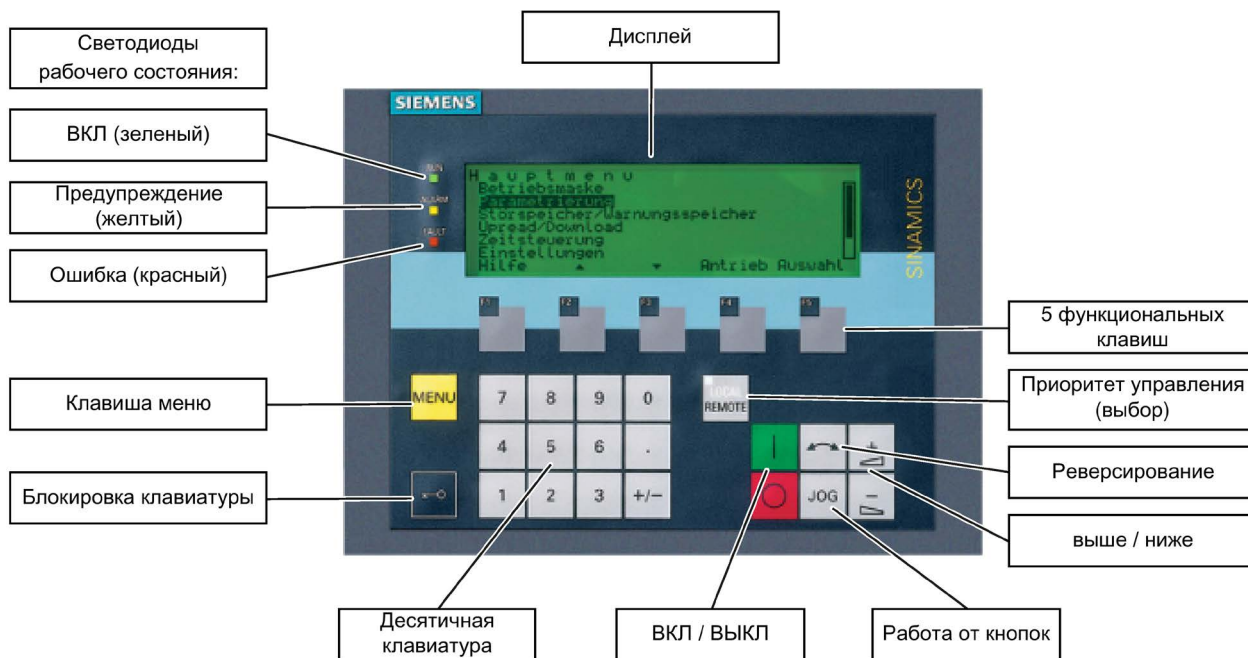 Светодиоды
рабочего состояния:
ВКЛ (зеленый)
Предупреждение
(желтый)
Ошибка (красный)
Клавиша меню
Блокировка клавиатуры
Дисплей
SIEMENS
RUN
ALARM
FAULT
Hauptmenu
Betriebsmaske
Parametrierung
Störspeicher/Warnungsspeicher
Upread/Download
Zeitsteuerung
Einstellungen
Hilfe Antrieb Auswahl
SINAMICS
F1 F2 F3 F4 F5
MENU 7 8 9 0
LOCAL
REMOTE
4 5 6 .
1 2 3 +/-
JOG
+
−
5 функциональных
клавиш
Приоритет управления
(выбор)
Реверсирование
выше / ниже
Десятичная
клавиатура
ВКЛ / ВЫКЛ
Работа от кнопок